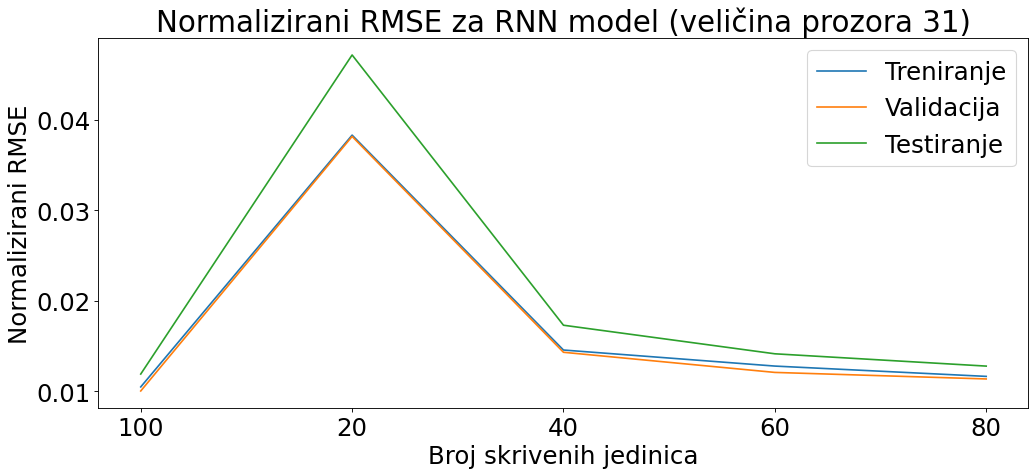 Normalizirani RMSE za RNN model (veličina prozora 31)
Treniranje
Validacija
Testiranje
Normalizirani RMSE
0.04
0.03
0.02
0.01
100 20 40 60 80
Broj skrivenih jedinica